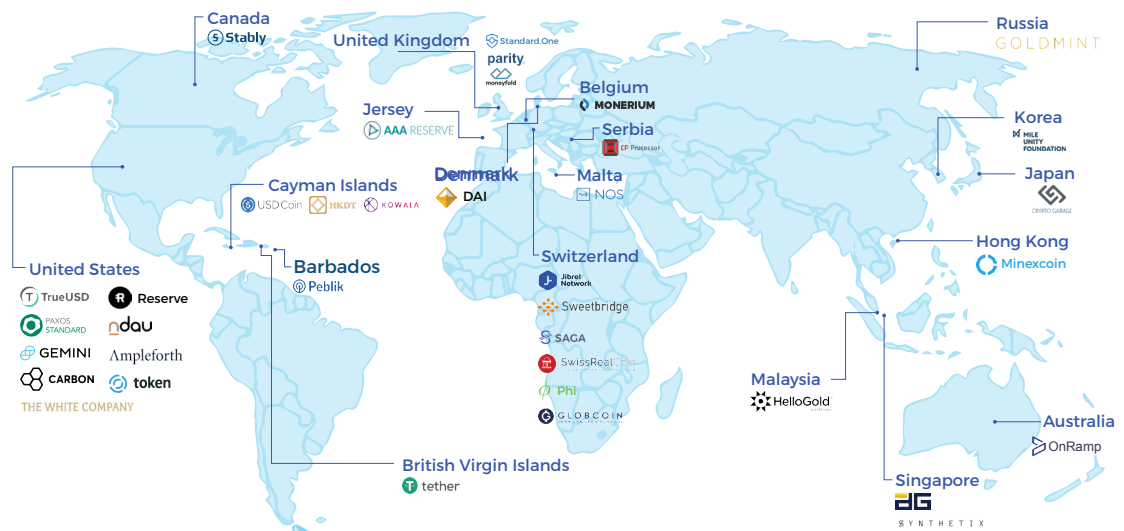 Canada
Stably
United Kingdom
Standard.One
parity
moneyfold
Russia
GOLDMINT
Belgium
MONERIUM
Jersey
AAA RESERVE
Serbia
EP Processor
Korea
MILE
UNITY
FOUNDATION
Denmark
DAI
Malta
NOS
Japan
CRYPTO GARAGE
Cayman Islands
USD Coin
HKDT
KOWALA
Hong Kong
Minexcoin
Barbados
Peblik
Switzerland
Jibrel
Network
Sweetbridge
SAGA
SwissRealCoin
Phi
GLOBCOIN
United States
TrueUSD
Reserve
PAXOS
STANDARD
ndau
GEMINI
Ampleforth
CARBON
token
THE WHITE COMPANY
Malaysia
HelloGold
Australia
OnRamp
British Virgin Islands
tether
Singapore
DG
SYNTHETIX